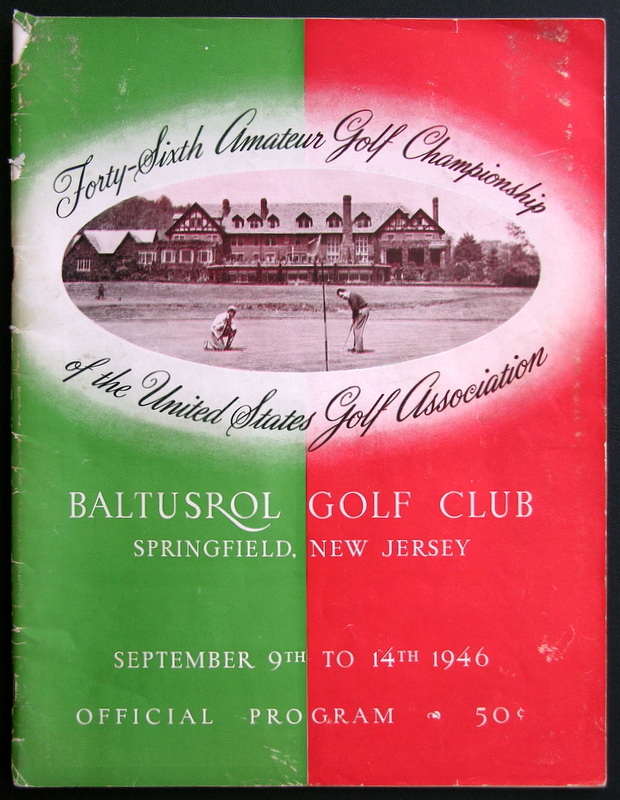 Forty-Sixth Amateur Golf Championship
of the United States Golf Association
BALTUSROL GOLF CLUB
SPRINGFIELD, NEW JERSEY
SEPTEMBER 9TH TO 14TH 1946
OFFICIAL PROGRAM ~ 50¢